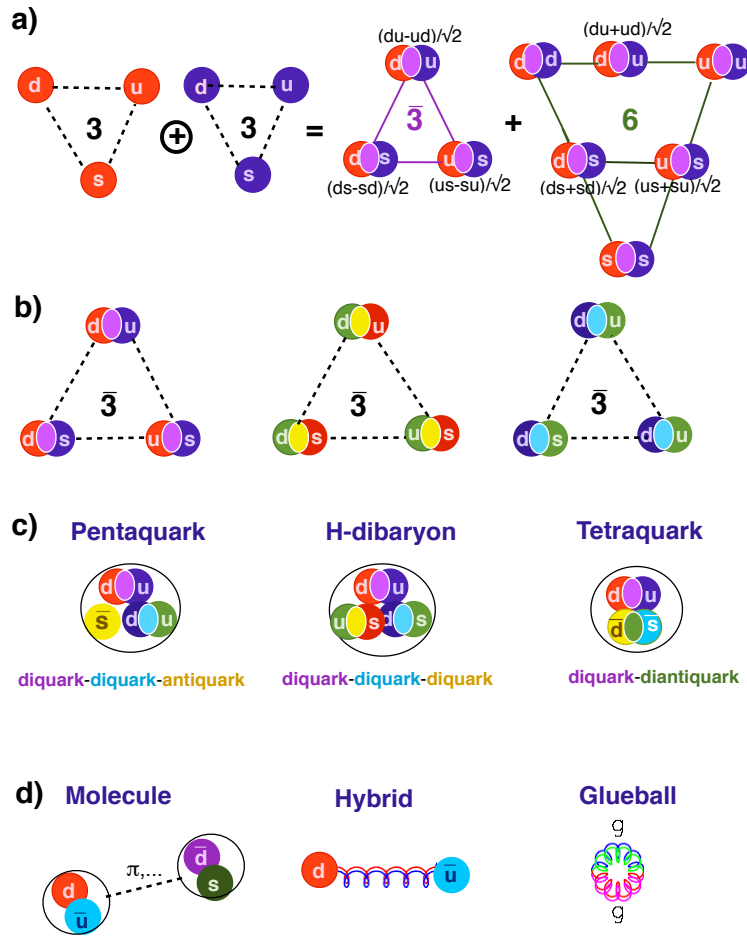 a)
(du-ud)/√2
(du+ud)/√2
d u d u d u d d d u u u
3 3 = 3̅ + 6
s s d s u s d s u s
(ds-sd)/√2 (us-su)/√2 (ds+sd)/√2 (us+su)/√2
s s
b)
d u d u d u
3̅ 3̅ 3̅
d s u s d s u s d s d u
c)
Pentaquark H-dibaryon Tetraquark
d u d u d u
s̅ d u u s d s d̅ s̅
diquark-diquark-antiquark diquark-diquark-diquark diquark-diantiquark
d)
Molecule Hybrid Glueball
g
d̅
π,...
d s d u̅
u̅
g